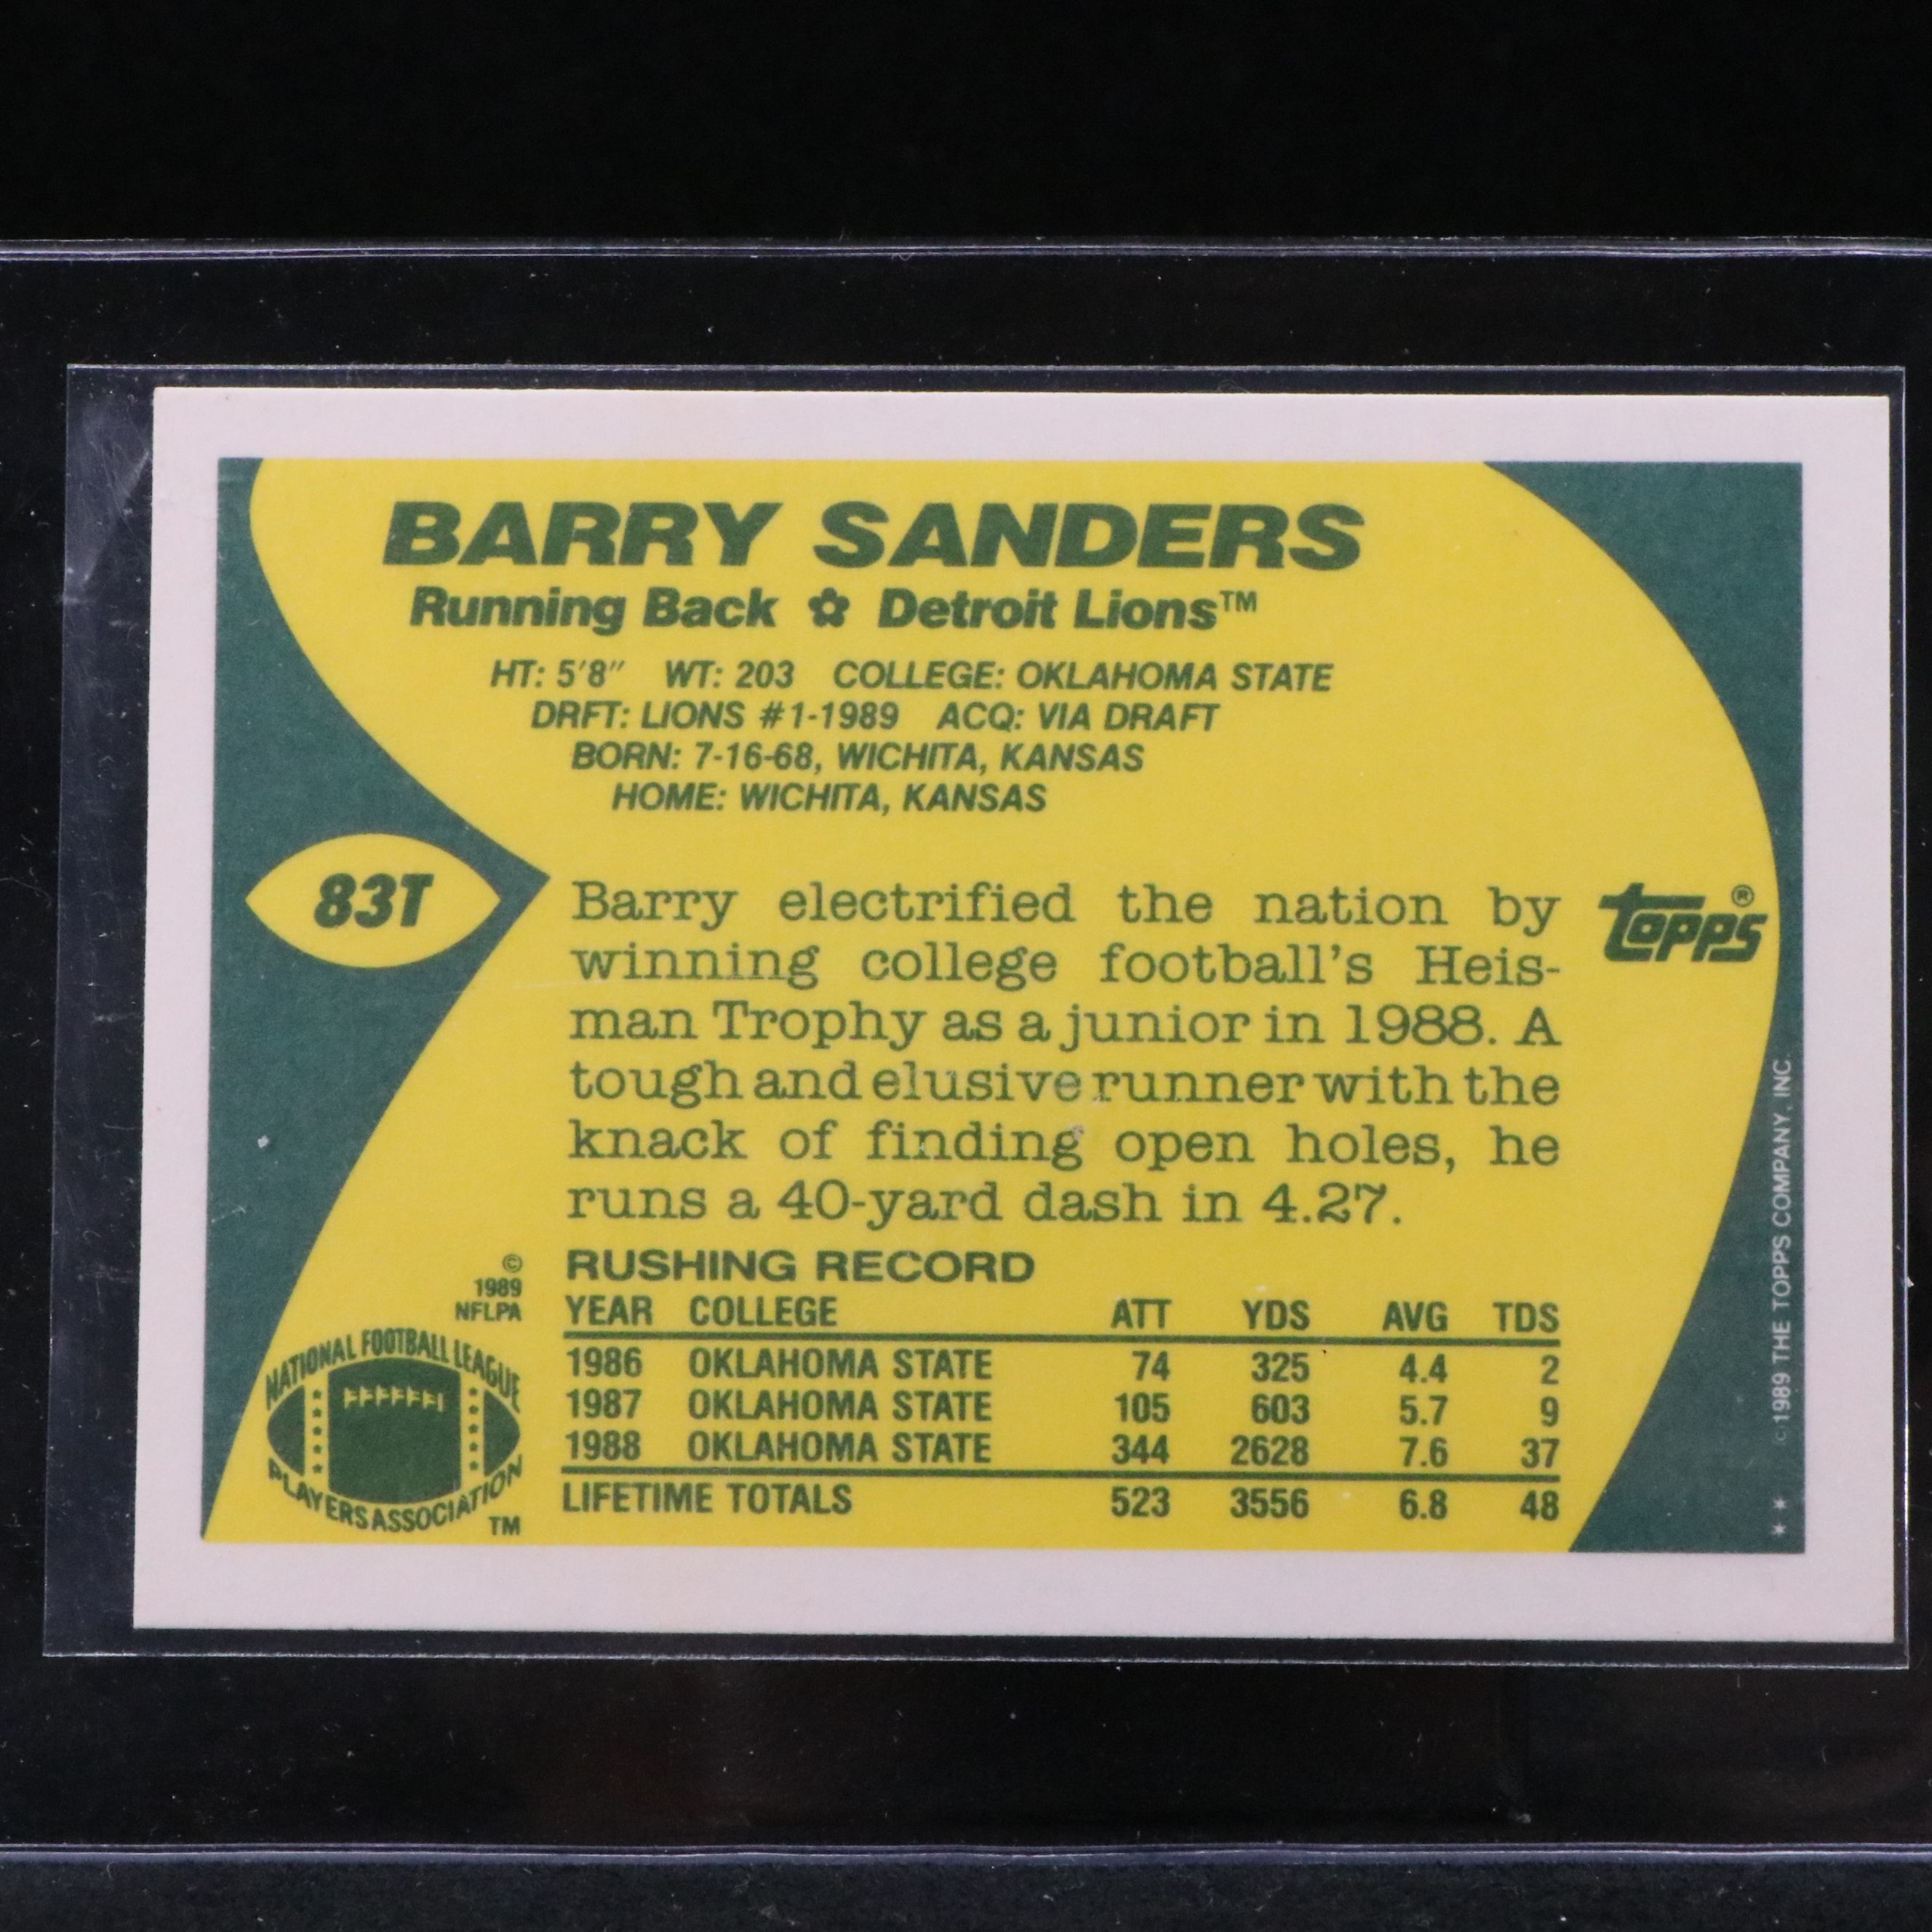 BARRY SANDERS
Running Back ✿ Detroit Lions™
HT: 5'8" WT: 203 COLLEGE: OKLAHOMA STATE
DRFT: LIONS #1-1989 ACQ: VIA DRAFT
BORN: 7-16-68, WICHITA, KANSAS
HOME: WICHITA, KANSAS
83T
Barry electrified the nation by
winning college football's Heis-
man Trophy as a junior in 1988. A
tough and elusive runner with the
knack of finding open holes, he
runs a 40-yard dash in 4.27.
topps®
©
1989
NFLPA
NATIONAL FOOTBALL LEAGUE
PLAYERS ASSOCIATION
TM
RUSHING RECORD
YEAR COLLEGE ATT YDS AVG TDS
1986 OKLAHOMA STATE 74 325 4.4 2
1987 OKLAHOMA STATE 105 603 5.7 9
1988 OKLAHOMA STATE 344 2628 7.6 37
LIFETIME TOTALS 523 3556 6.8 48
** ©1989 THE TOPPS COMPANY, INC.